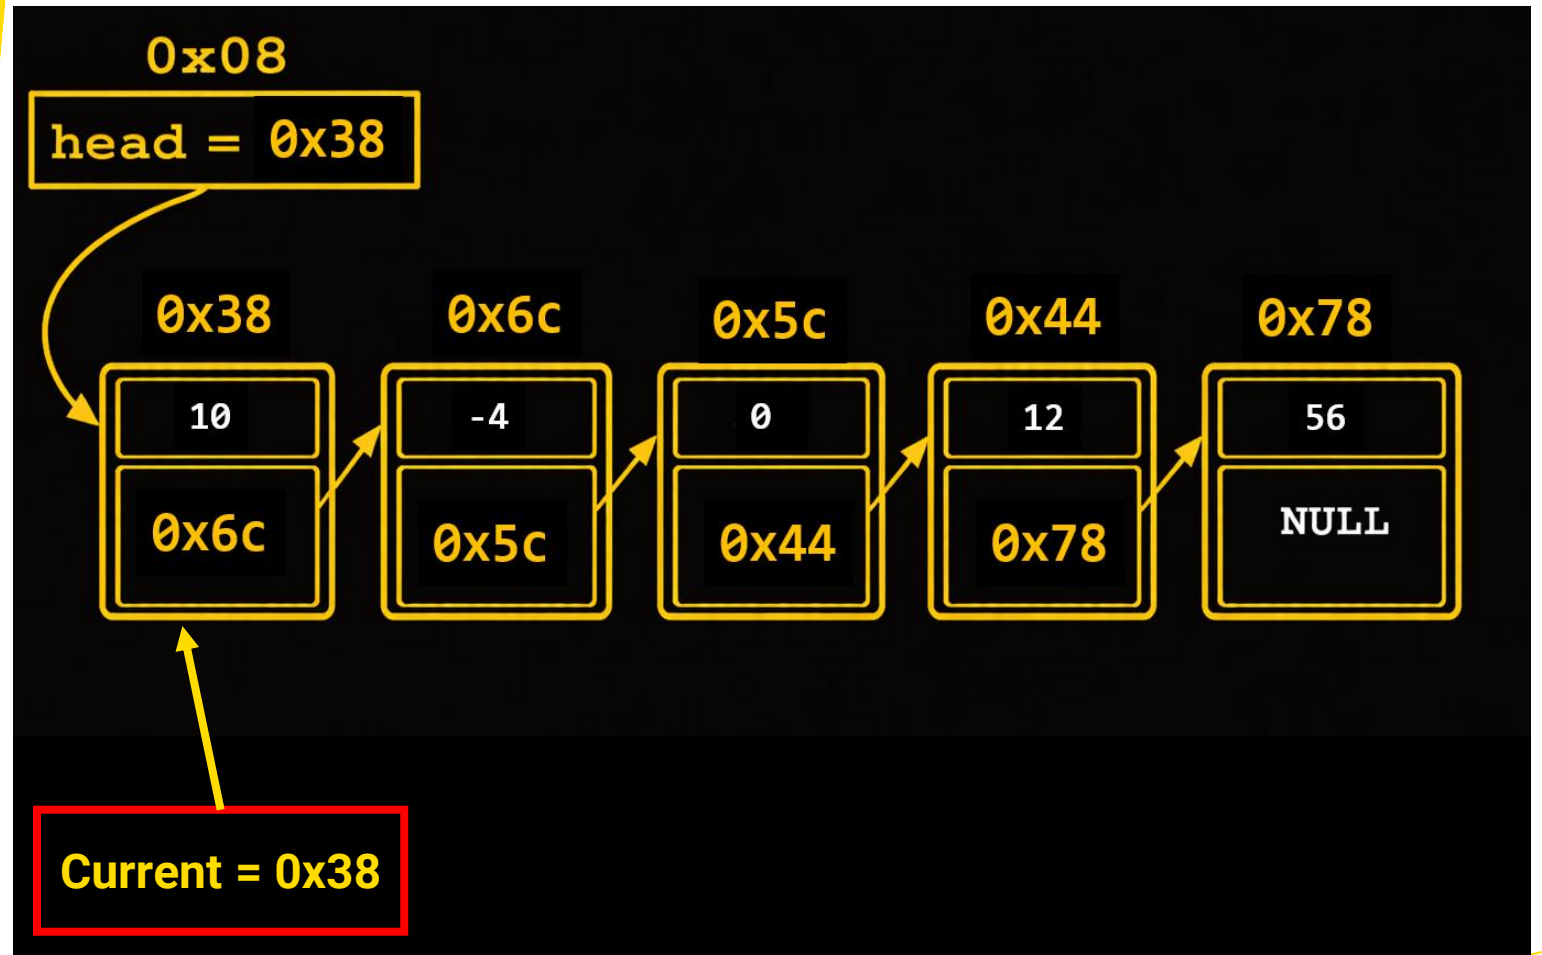 0x08
head = 0x38
0x38 0x6c 0x5c 0x44 0x78
10 -4 0 12 56
0x6c 0x5c 0x44 0x78 NULL
Current = 0x38